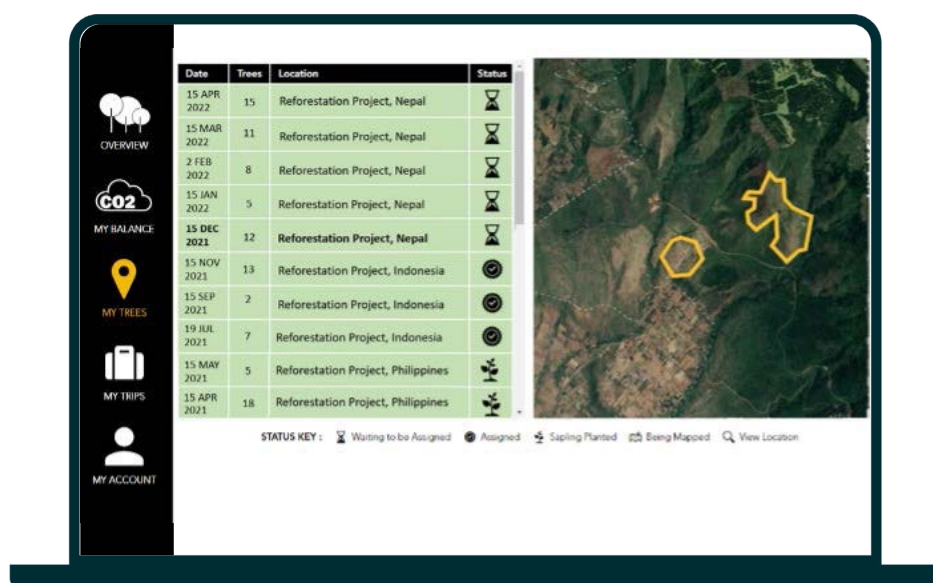 OVERVIEW
CO2
MY BALANCE
MY TREES
MY TRIPS
MY ACCOUNT
Date Trees Location Status
15 APR
2022 15 Reforestation Project, Nepal
15 MAR
2022 11 Reforestation Project, Nepal
2 FEB
2022 8 Reforestation Project, Nepal
15 JAN
2022 5 Reforestation Project, Nepal
15 DEC
2021 12 Reforestation Project, Nepal
15 NOV
2021 13 Reforestation Project, Indonesia
15 SEP
2021 2 Reforestation Project, Indonesia
19 JUL
2021 7 Reforestation Project, Indonesia
15 MAY
2021 5 Reforestation Project, Philippines
15 APR
2021 18 Reforestation Project, Philippines
STATUS KEY : Waiting to be Assigned Assigned Sapling Planted Being Mapped View Location